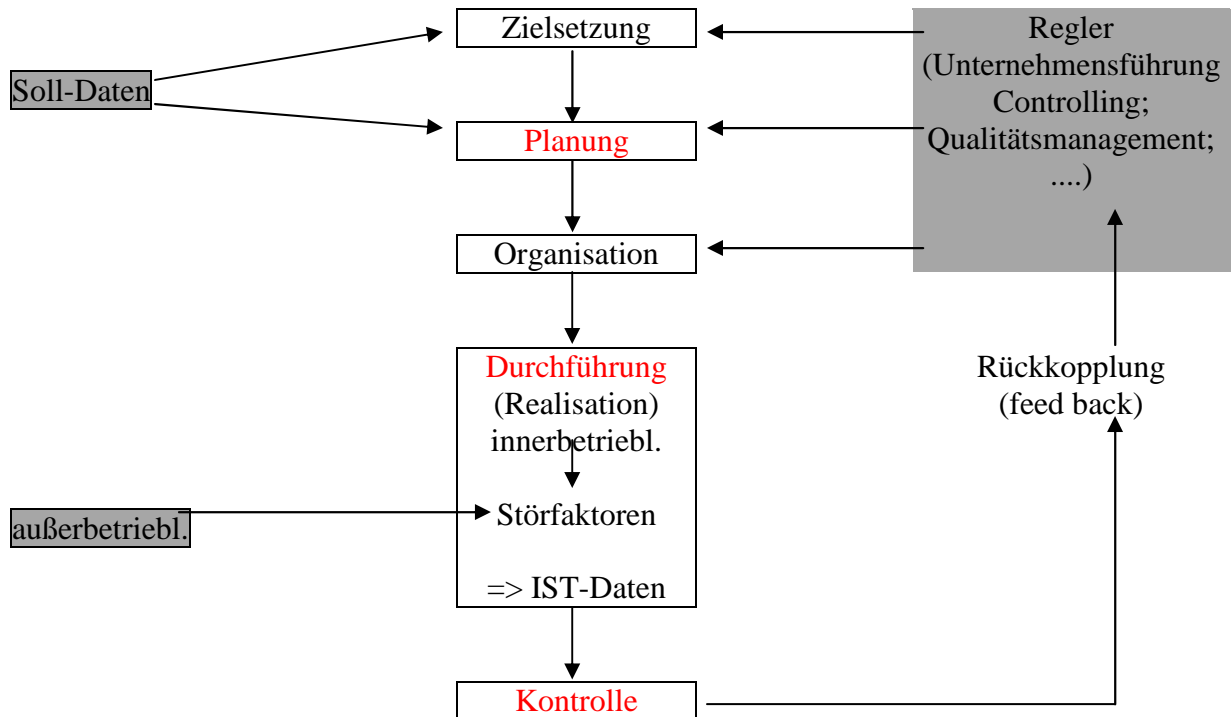 Zielsetzung
Regler
(Unternehmensführung
Controlling;
Qualitätsmanagement;
....)
Soll-Daten
Planung
Organisation
Durchführung
(Realisation)
innerbetriebl.
Störfaktoren
=> IST-Daten
Rückkopplung
(feed back)
außerbetriebl.
Kontrolle